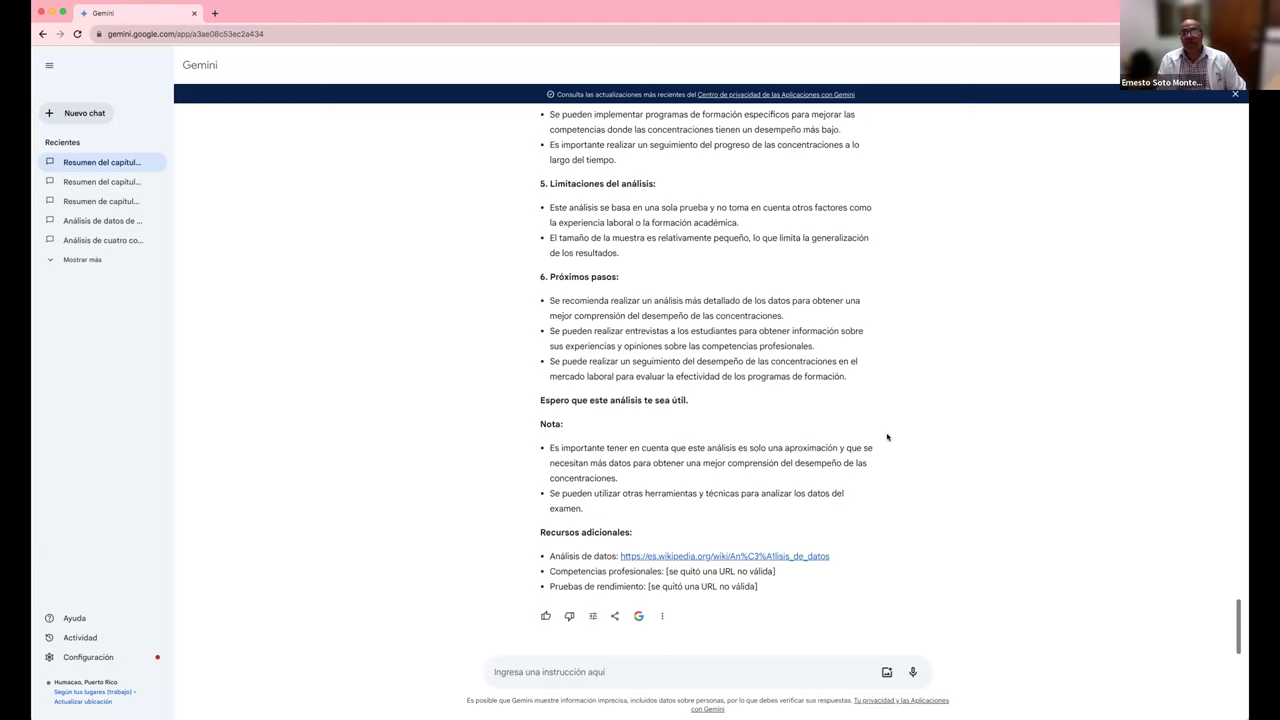 Gemini
gemini.google.com/app/a3ae08c53ec2a434
Ernesto Soto Monte...
Gemini
Consulta las actualizaciones más recientes del Centro de privacidad de las Aplicaciones con Gemini
Nuevo chat
Recientes
Resumen del capítul...
Resumen del capítul...
Resumen de capítul...
Análisis de datos de ...
Análisis de cuatro co...
Mostrar más
• Se pueden implementar programas de formación específicos para mejorar las
competencias donde las concentraciones tienen un desempeño más bajo.
• Es importante realizar un seguimiento del progreso de las concentraciones a lo
largo del tiempo.
5. Limitaciones del análisis:
• Este análisis se basa en una sola prueba y no toma en cuenta otros factores como
la experiencia laboral o la formación académica.
• El tamaño de la muestra es relativamente pequeño, lo que limita la generalización
de los resultados.
6. Próximos pasos:
• Se recomienda realizar un análisis más detallado de los datos para obtener una
mejor comprensión del desempeño de las concentraciones.
• Se pueden realizar entrevistas a los estudiantes para obtener información sobre
sus experiencias y opiniones sobre las competencias profesionales.
• Se puede realizar un seguimiento del desempeño de las concentraciones en el
mercado laboral para evaluar la efectividad de los programas de formación.
Espero que este análisis te sea útil.
Nota:
• Es importante tener en cuenta que este análisis es solo una aproximación y que se
necesitan más datos para obtener una mejor comprensión del desempeño de las
concentraciones.
• Se pueden utilizar otras herramientas y técnicas para analizar los datos del
examen.
Recursos adicionales:
• Análisis de datos: https://es.wikipedia.org/wiki/An%C3%A1lisis_de_datos
• Competencias profesionales: [se quitó una URL no válida]
• Pruebas de rendimiento: [se quitó una URL no válida]
Ayuda
Actividad
Configuración
Humacao, Puerto Rico
Según tus lugares (trabajo) •
Actualizar ubicación
Ingresa una instrucción aquí
Es posible que Gemini muestre información imprecisa, incluidos datos sobre personas, por lo que debes verificar sus respuestas. Tu privacidad y las Aplicaciones
con Gemini